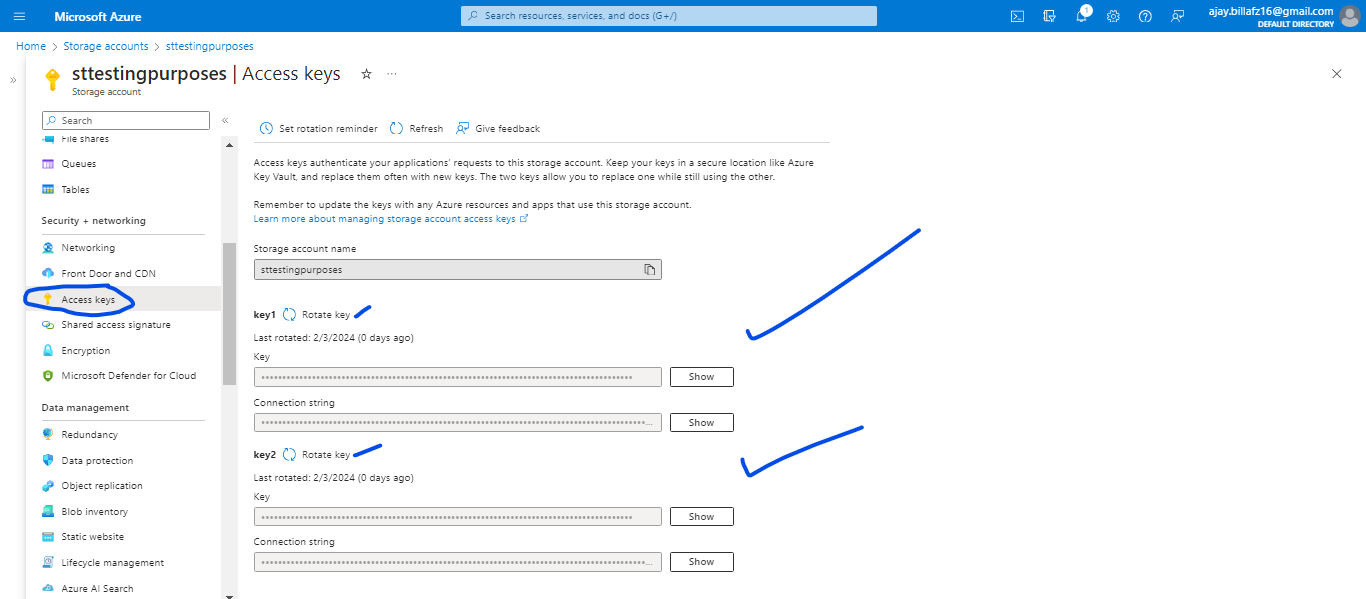 Microsoft Azure
Search resources, services, and docs (G+/)
1
ajay.billafz16@gmail.com
DEFAULT DIRECTORY
Home > Storage accounts > sttestingpurposes
sttestingpurposes | Access keys
Storage account
Search
File shares
Queues
Tables
Security + networking
Networking
Front Door and CDN
Access keys
Shared access signature
Encryption
Microsoft Defender for Cloud
Data management
Redundancy
Data protection
Object replication
Blob inventory
Static website
Lifecycle management
Azure AI Search
Set rotation reminder Refresh Give feedback
Access keys authenticate your applications' requests to this storage account. Keep your keys in a secure location like Azure
Key Vault, and replace them often with new keys. The two keys allow you to replace one while still using the other.
Remember to update the keys with any Azure resources and apps that use this storage account.
Learn more about managing storage account access keys
Storage account name
sttestingpurposes
key1 Rotate key
Last rotated: 2/3/2024 (0 days ago)
Key
Show
Connection string
Show
key2 Rotate key
Last rotated: 2/3/2024 (0 days ago)
Key
Show
Connection string
Show